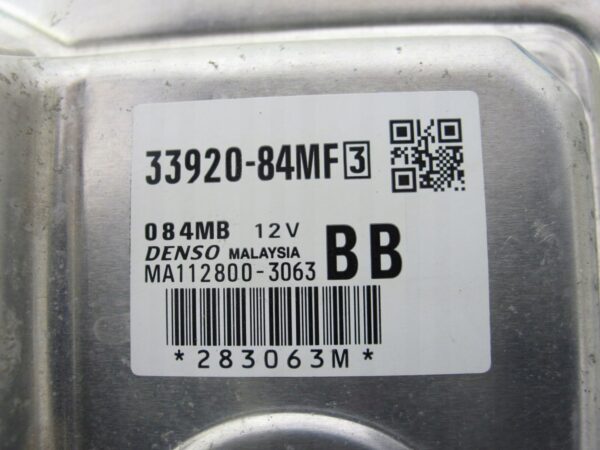 33920-84MF3
084MB 12V
DENSO MALAYSIA
MA112800-3063 BB
*283063M*